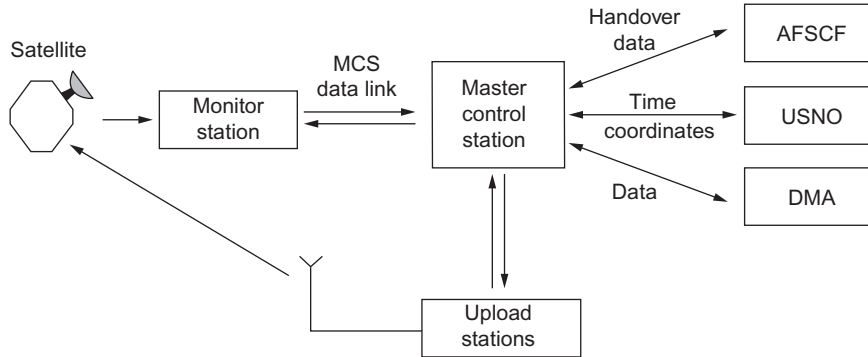 Satellite
Monitor
station
MCS
data link
Master
control
station
Handover
data
AFSCF
Time
coordinates
USNO
Data
DMA
Upload
stations